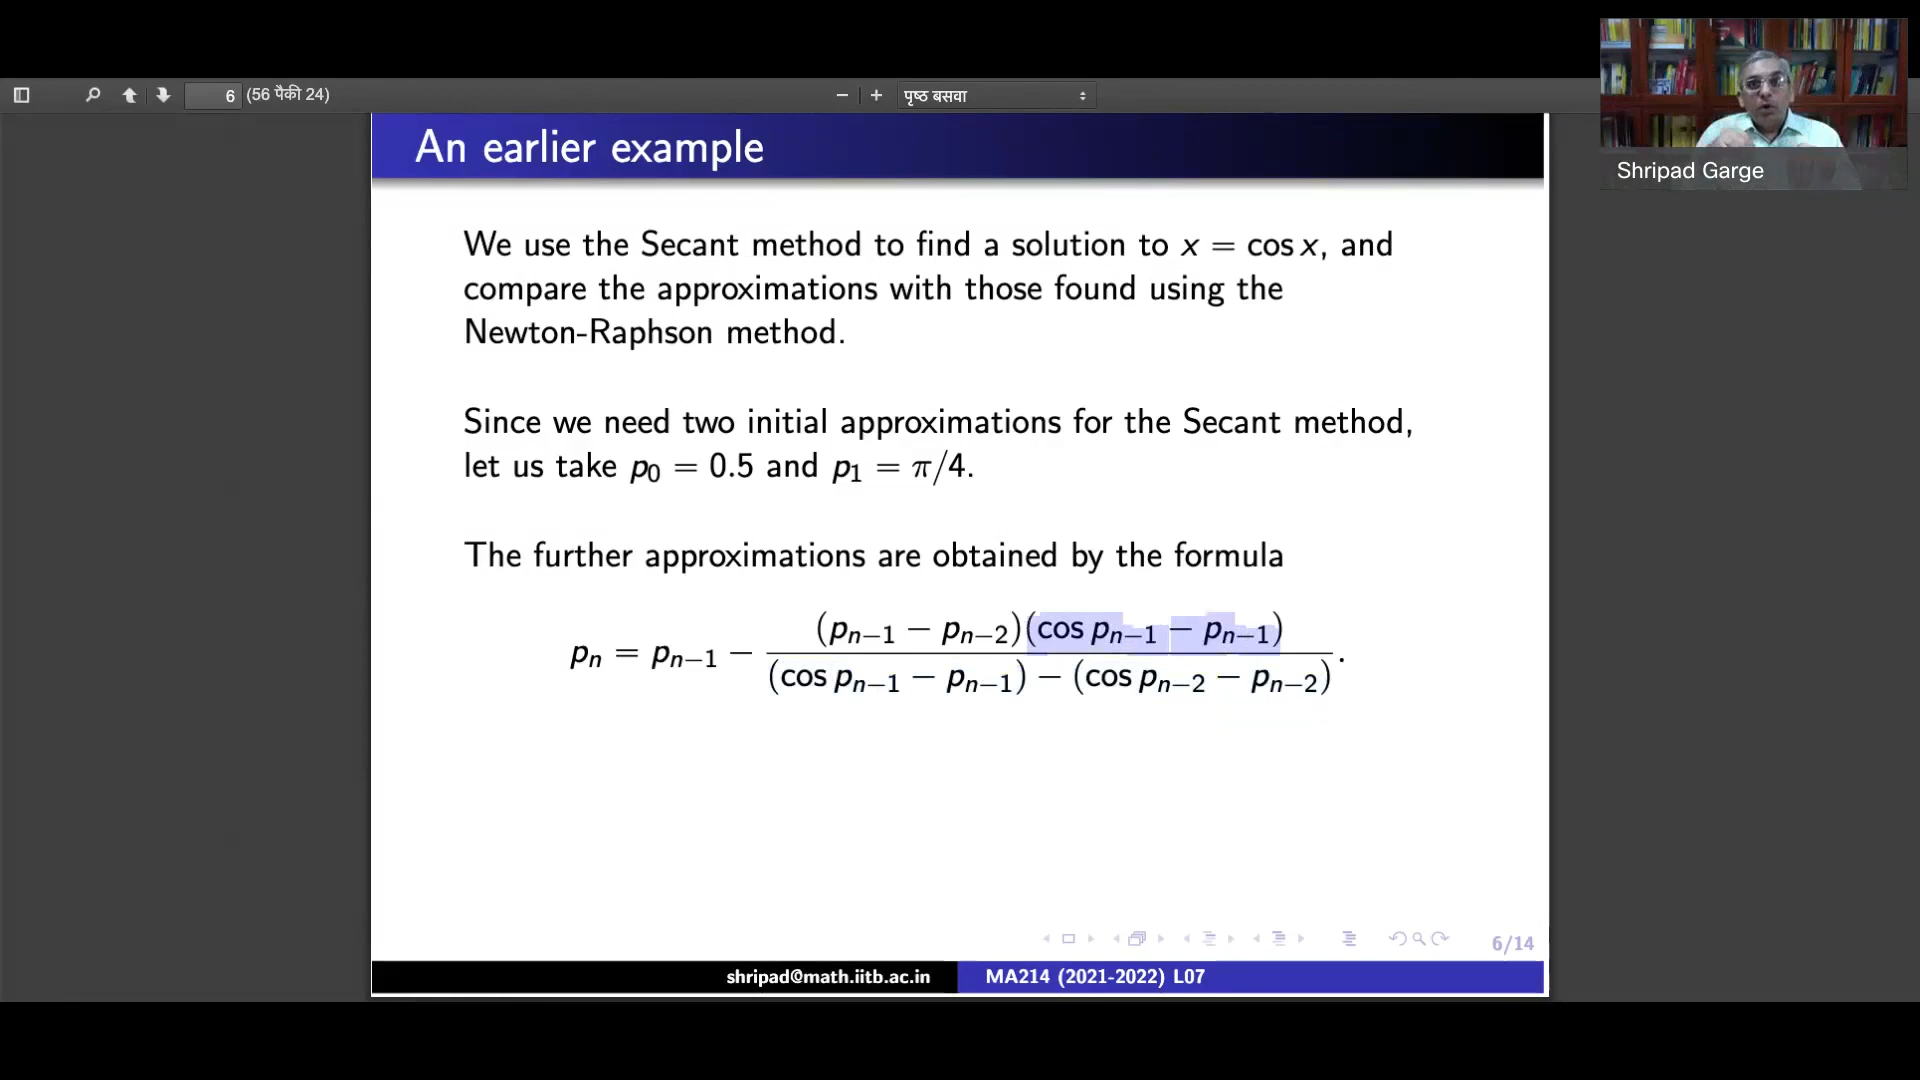 6 (56 पैकी 24)
पृष्ठ बसवा
Shripad Garge
An earlier example
We use the Secant method to find a solution to x = cos x, and
compare the approximations with those found using the
Newton-Raphson method.
Since we need two initial approximations for the Secant method,
let us take p₀ = 0.5 and p₁ = π/4.
The further approximations are obtained by the formula
pₙ = pₙ₋₁ − (pₙ₋₁ − pₙ₋₂)(cos pₙ₋₁ − pₙ₋₁)
(cos pₙ₋₁ − pₙ₋₁) − (cos pₙ₋₂ − pₙ₋₂) .
6/14
shripad@math.iitb.ac.in MA214 (2021-2022) L07